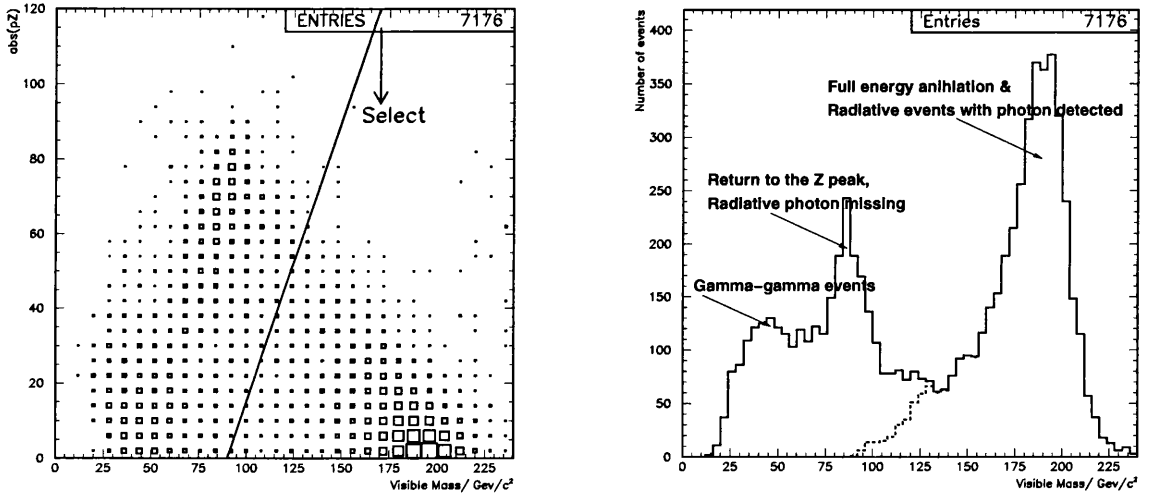 abs(pZ)
120
100
80
60
40
20
0
ENTRIES 7176
Select
0 25 50 75 100 125 150 175 200 225
Visible Mass/ Gev/c²
Number of events
400
350
300
250
200
150
100
50
0
Entries 7176
Full energy anihlation &
Radiative events with photon detected
Return to the Z peak,
Radiative photon missing
Gamma-gamma events
0 25 50 75 100 125 150 175 200 225
Visible Mass/ Gev/c²